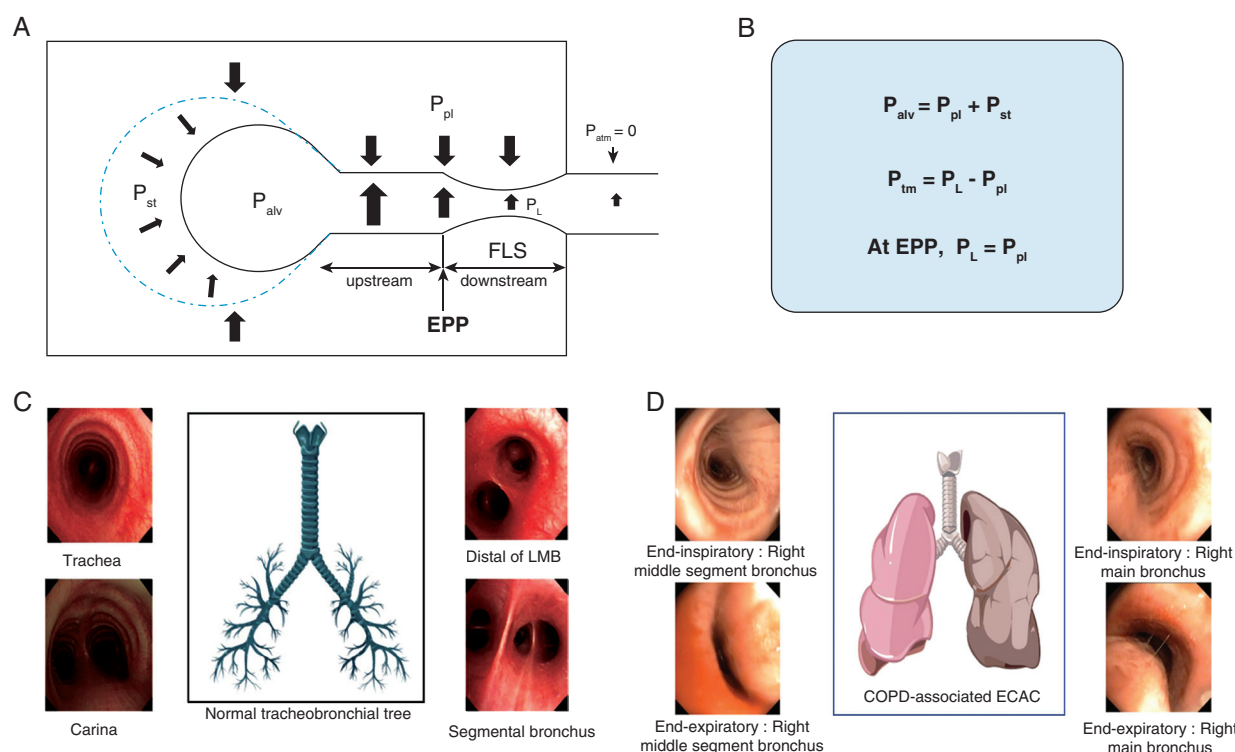 A
P_pl
P_atm = 0
P_st
P_alv
P_L
FLS
upstream
downstream
EPP
B
P_alv = P_pl + P_st
P_tm = P_L - P_pl
At EPP, P_L = P_pl
C
Trachea
Carina
Normal tracheobronchial tree
Distal of LMB
Segmental bronchus
D
End-inspiratory : Right
middle segment bronchus
End-expiratory : Right
middle segment bronchus
COPD-associated ECAC
End-inspiratory : Right
main bronchus
End-expiratory : Right
main bronchus